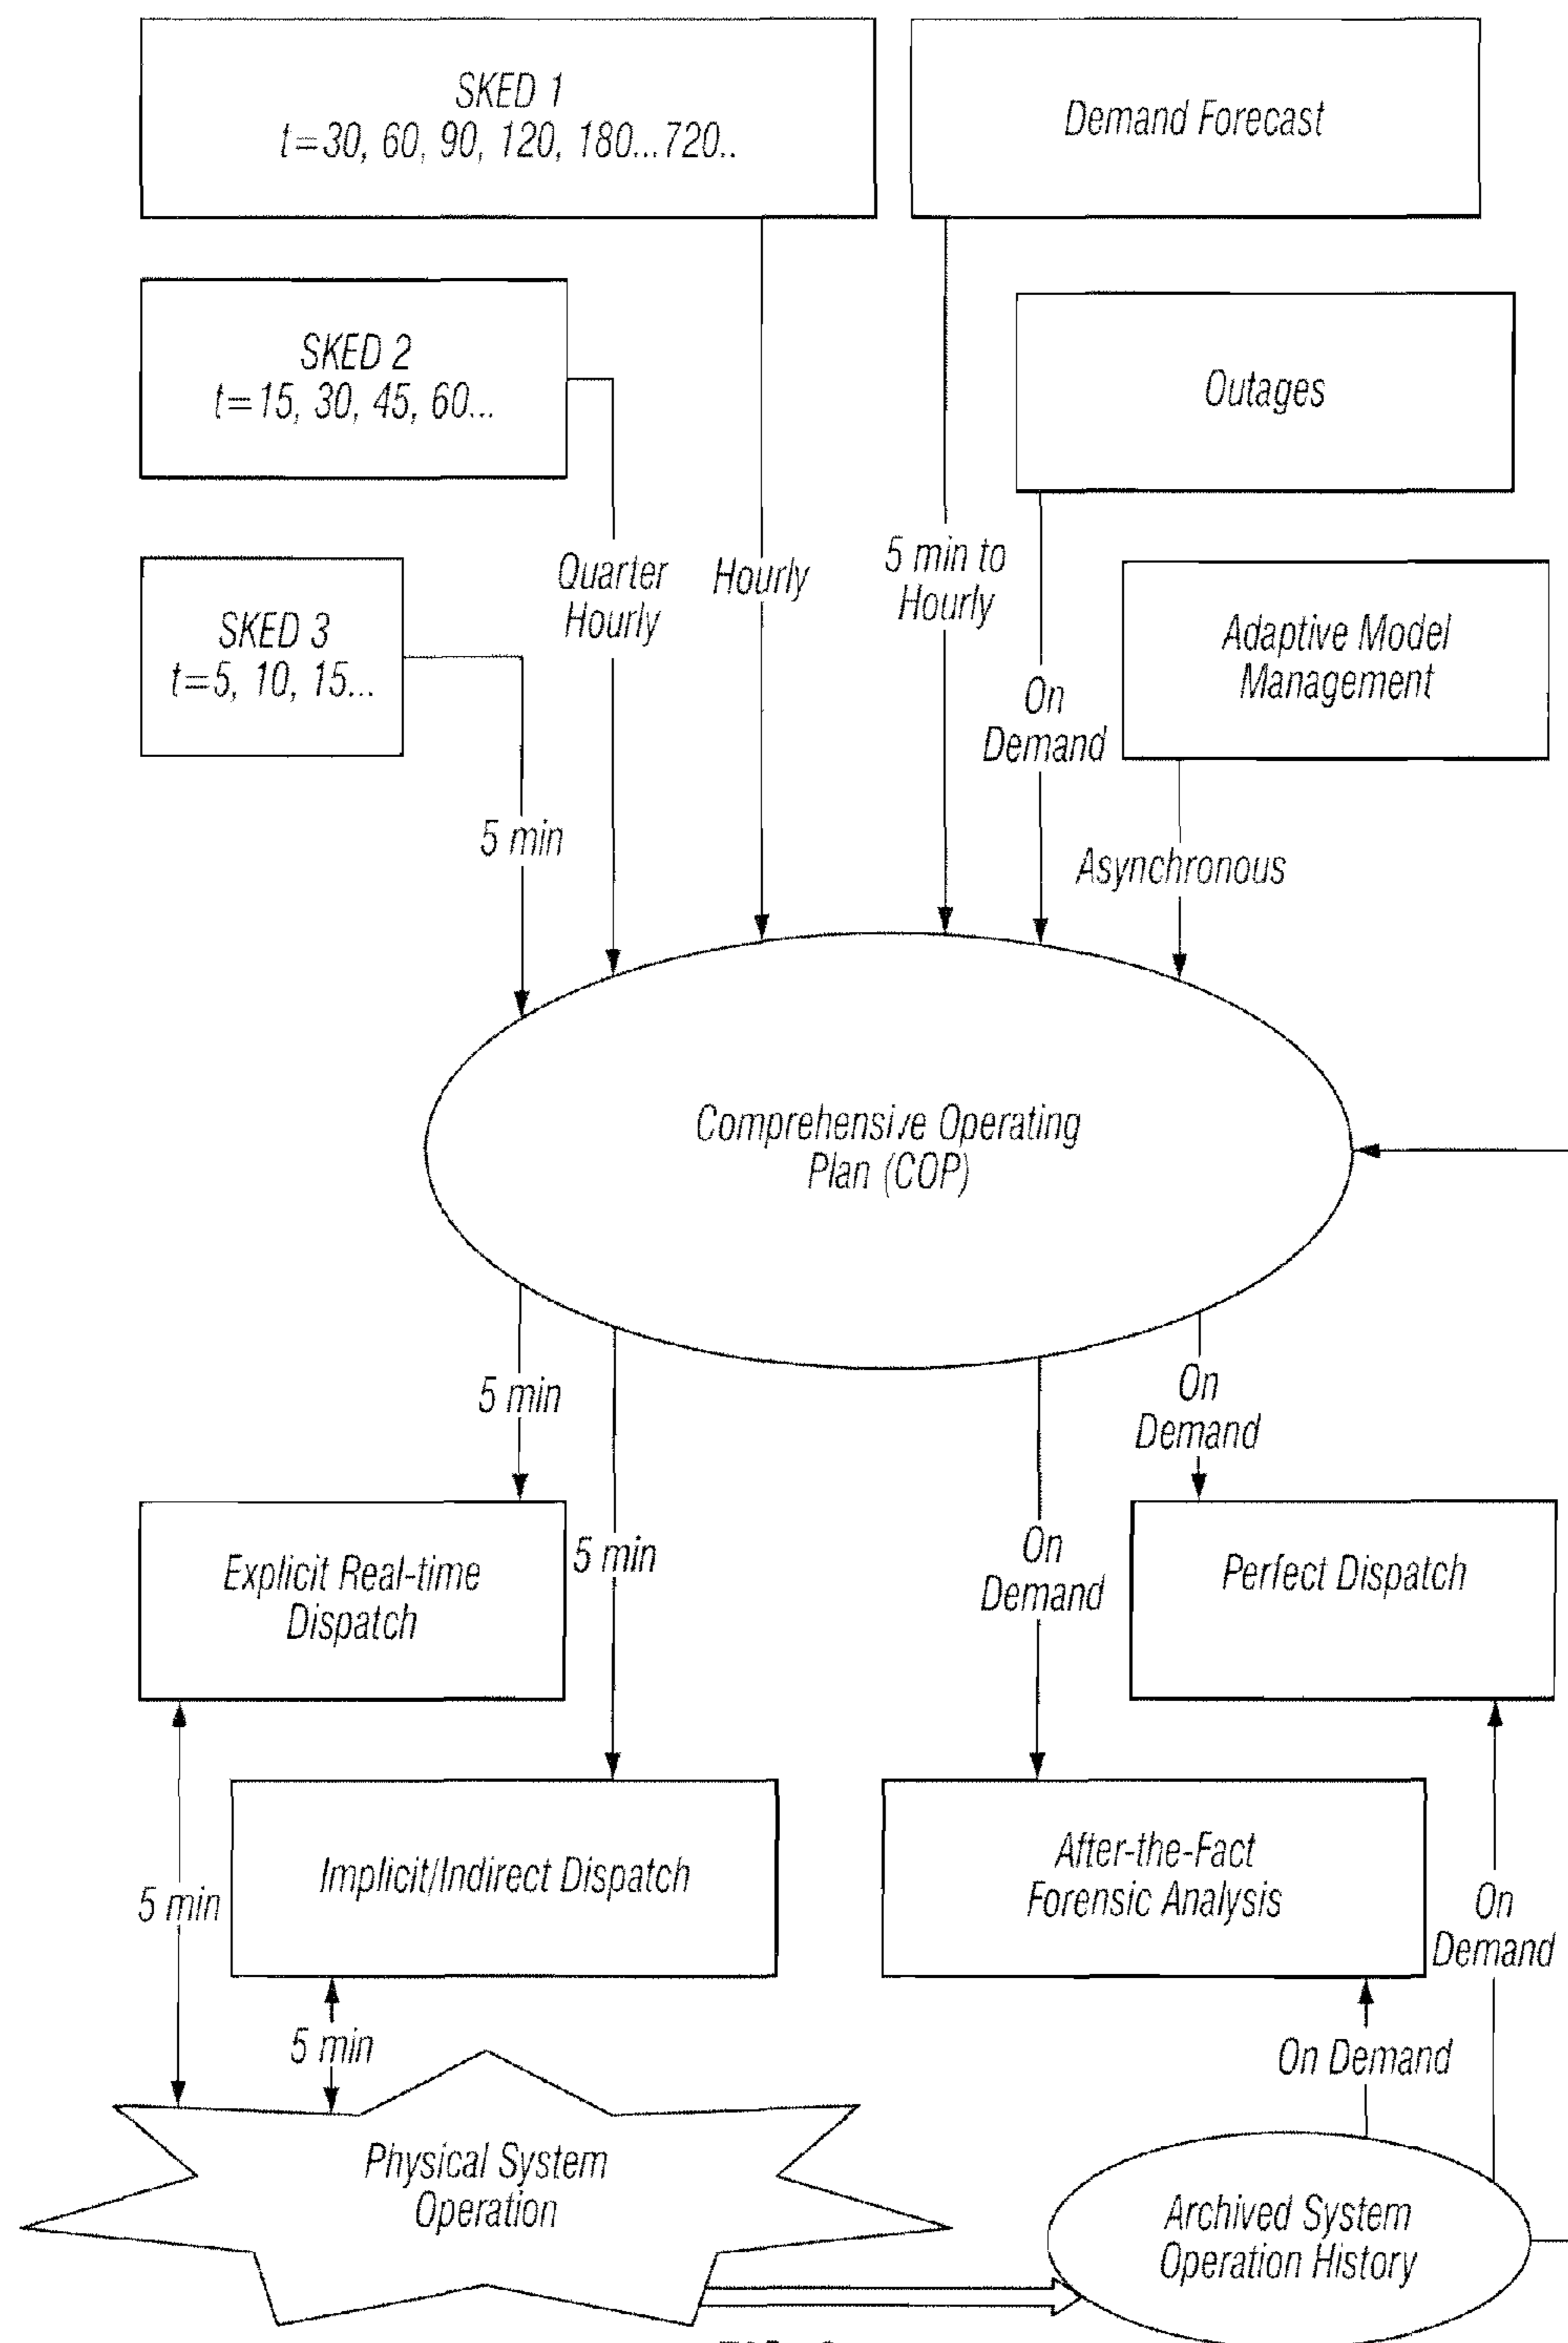 SKED 1
t=30, 60, 90, 120, 180...720..
Demand Forecast
SKED 2
t=15, 30, 45, 60...
Outages
SKED 3
t=5, 10, 15...
Quarter
Hourly
Hourly
5 min to
Hourly
On
Demand
Adaptive Model
Management
5 min
Asynchronous
Comprehensive Operating
Plan (COP)
5 min
5 min
On
Demand
On
Demand
Explicit Real-time
Dispatch
Perfect Dispatch
Implicit/Indirect Dispatch
After-the-Fact
Forensic Analysis
5 min
5 min
On
Demand
On Demand
Physical System
Operation
Archived System
Operation History